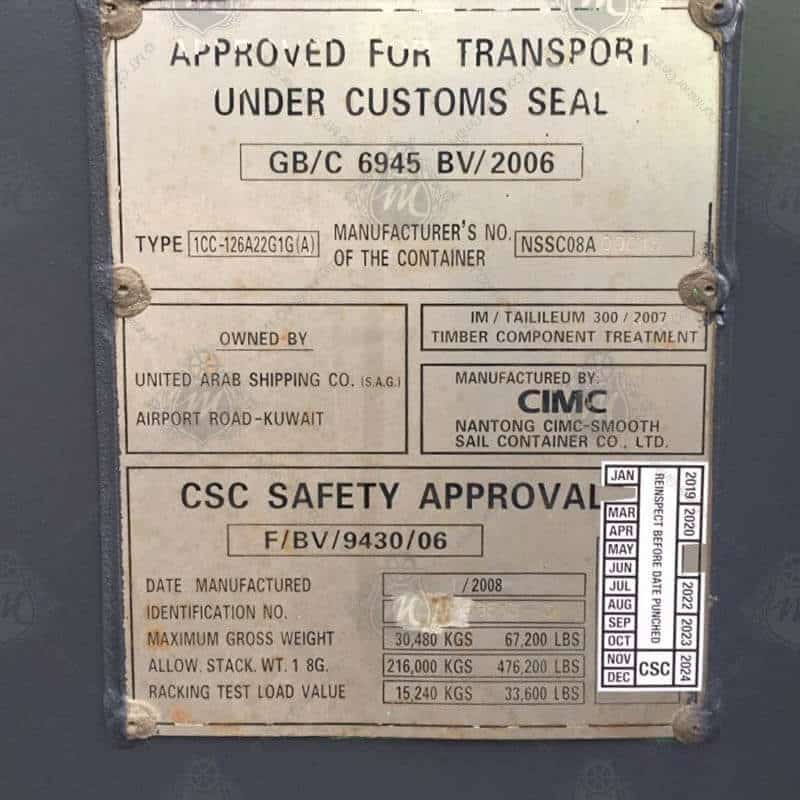 APPROVED FOR TRANSPORT
UNDER CUSTOMS SEAL
GB/C 6945 BV/2006
TYPE 1CC-126A22G1G(A)
MANUFACTURER'S NO.
OF THE CONTAINER
NSSC08A
OWNED BY
UNITED ARAB SHIPPING CO. (S.A.G.)
AIRPORT ROAD-KUWAIT
IM / TAILILEUM 300 / 2007
TIMBER COMPONENT TREATMENT
MANUFACTURED BY:
CIMC
NANTONG CIMC-SMOOTH
SAIL CONTAINER CO., LTD.
CSC SAFETY APPROVAL
F/BV/9430/06
DATE MANUFACTURED /2008
IDENTIFICATION NO.
MAXIMUM GROSS WEIGHT 30,480 KGS 67,200 LBS
ALLOW. STACK. WT. 1 8G. 216,000 KGS 476,200 LBS
RACKING TEST LOAD VALUE 15,240 KGS 33,600 LBS
JAN
MAR
APR
MAY
JUN
JUL
AUG
SEP
OCT
NOV
DEC
REINSPECT BEFORE DATE PUNCHED
CSC
2019
2020
2022
2023
2024